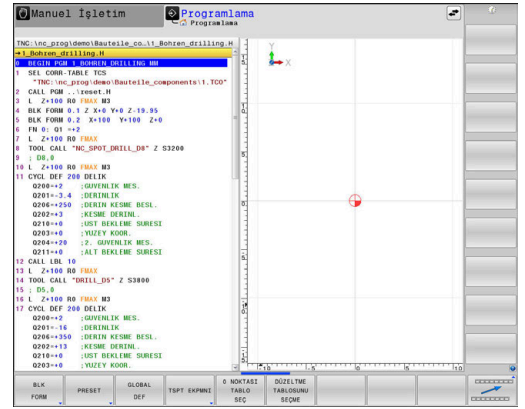 Manuel İşletim
Programlama
Programlama
TNC:\nc_prog\demo\Bauteile_co…\1_Bohren_drilling.H
→1_Bohren_drilling.H
0 BEGIN PGM 1_BOHREN_DRILLING MM
1 SEL CORR-TABLE TCS
"TNC:\nc_prog\demo\Bauteile_components\1.TCO"
2 CALL PGM ..\reset.H
3 L Z+100 R0 FMAX M3
4 BLK FORM 0.1 Z X+0 Y+0 Z-19.95
5 BLK FORM 0.2 X+100 Y+100 Z+0
6 FN 0: Q1 =+2
7 L Z+100 R0 FMAX
8 TOOL CALL "NC_SPOT_DRILL_D8" Z S3200
9 ; D8,0
10 L Z+100 R0 FMAX M3
11 CYCL DEF 200 DELIK
Q200=+2 ;GUVENLIK MES.
Q201=-3.4 ;DERINLIK
Q206=+250 ;DERIN KESME BESL.
Q202=+3 ;KESME DERINL.
Q210=+0 ;UST BEKLEME SURESI
Q203=+0 ;YUZEY KOOR.
Q204=+20 ;2. GUVENLIK MES.
Q211=+0 ;ALT BEKLEME SURESI
12 CALL LBL 10
13 L Z+100 R0 FMAX
14 TOOL CALL "DRILL_D5" Z S3800
15 ; D5,0
16 L Z+100 R0 FMAX M3
17 CYCL DEF 200 DELIK
Q200=+2 ;GUVENLIK MES.
Q201=-16 ;DERINLIK
Q206=+350 ;DERIN KESME BESL.
Q202=+13 ;KESME DERINL.
Q210=+0 ;UST BEKLEME SURESI
Q203=+0 ;YUZEY KOOR.
Y
X
BLK
FORM
PRESET
GLOBAL
DEF
TSPT EKPMNI
0 NOKTASI
TABLO
SEÇ
DÜZELTME
TABLOSUNU
SEÇME